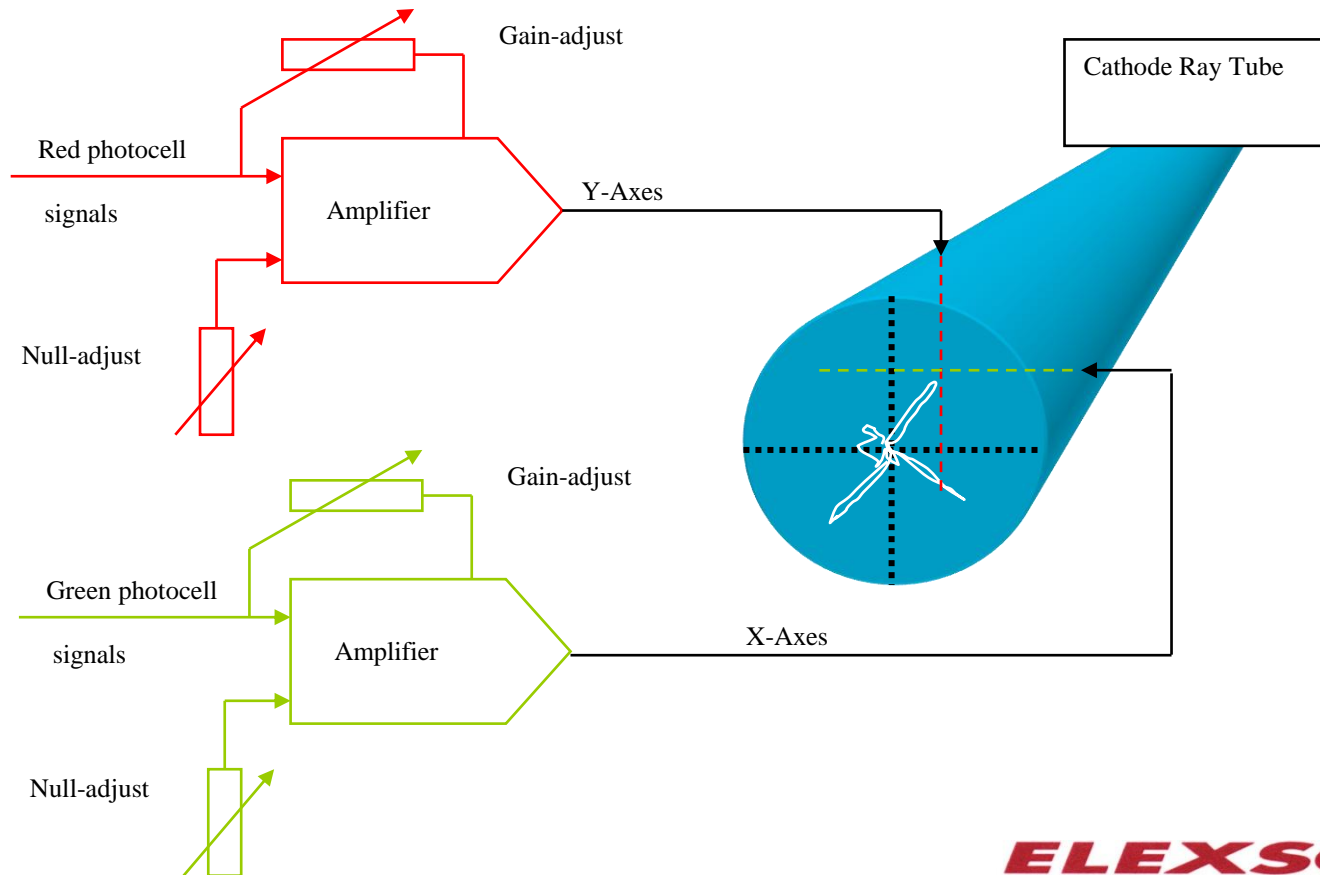 Gain-adjust
Cathode Ray Tube
Red photocell
signals
Amplifier
Y-Axes
Null-adjust
Gain-adjust
Green photocell
signals
Amplifier
X-Axes
Null-adjust
ELEXS